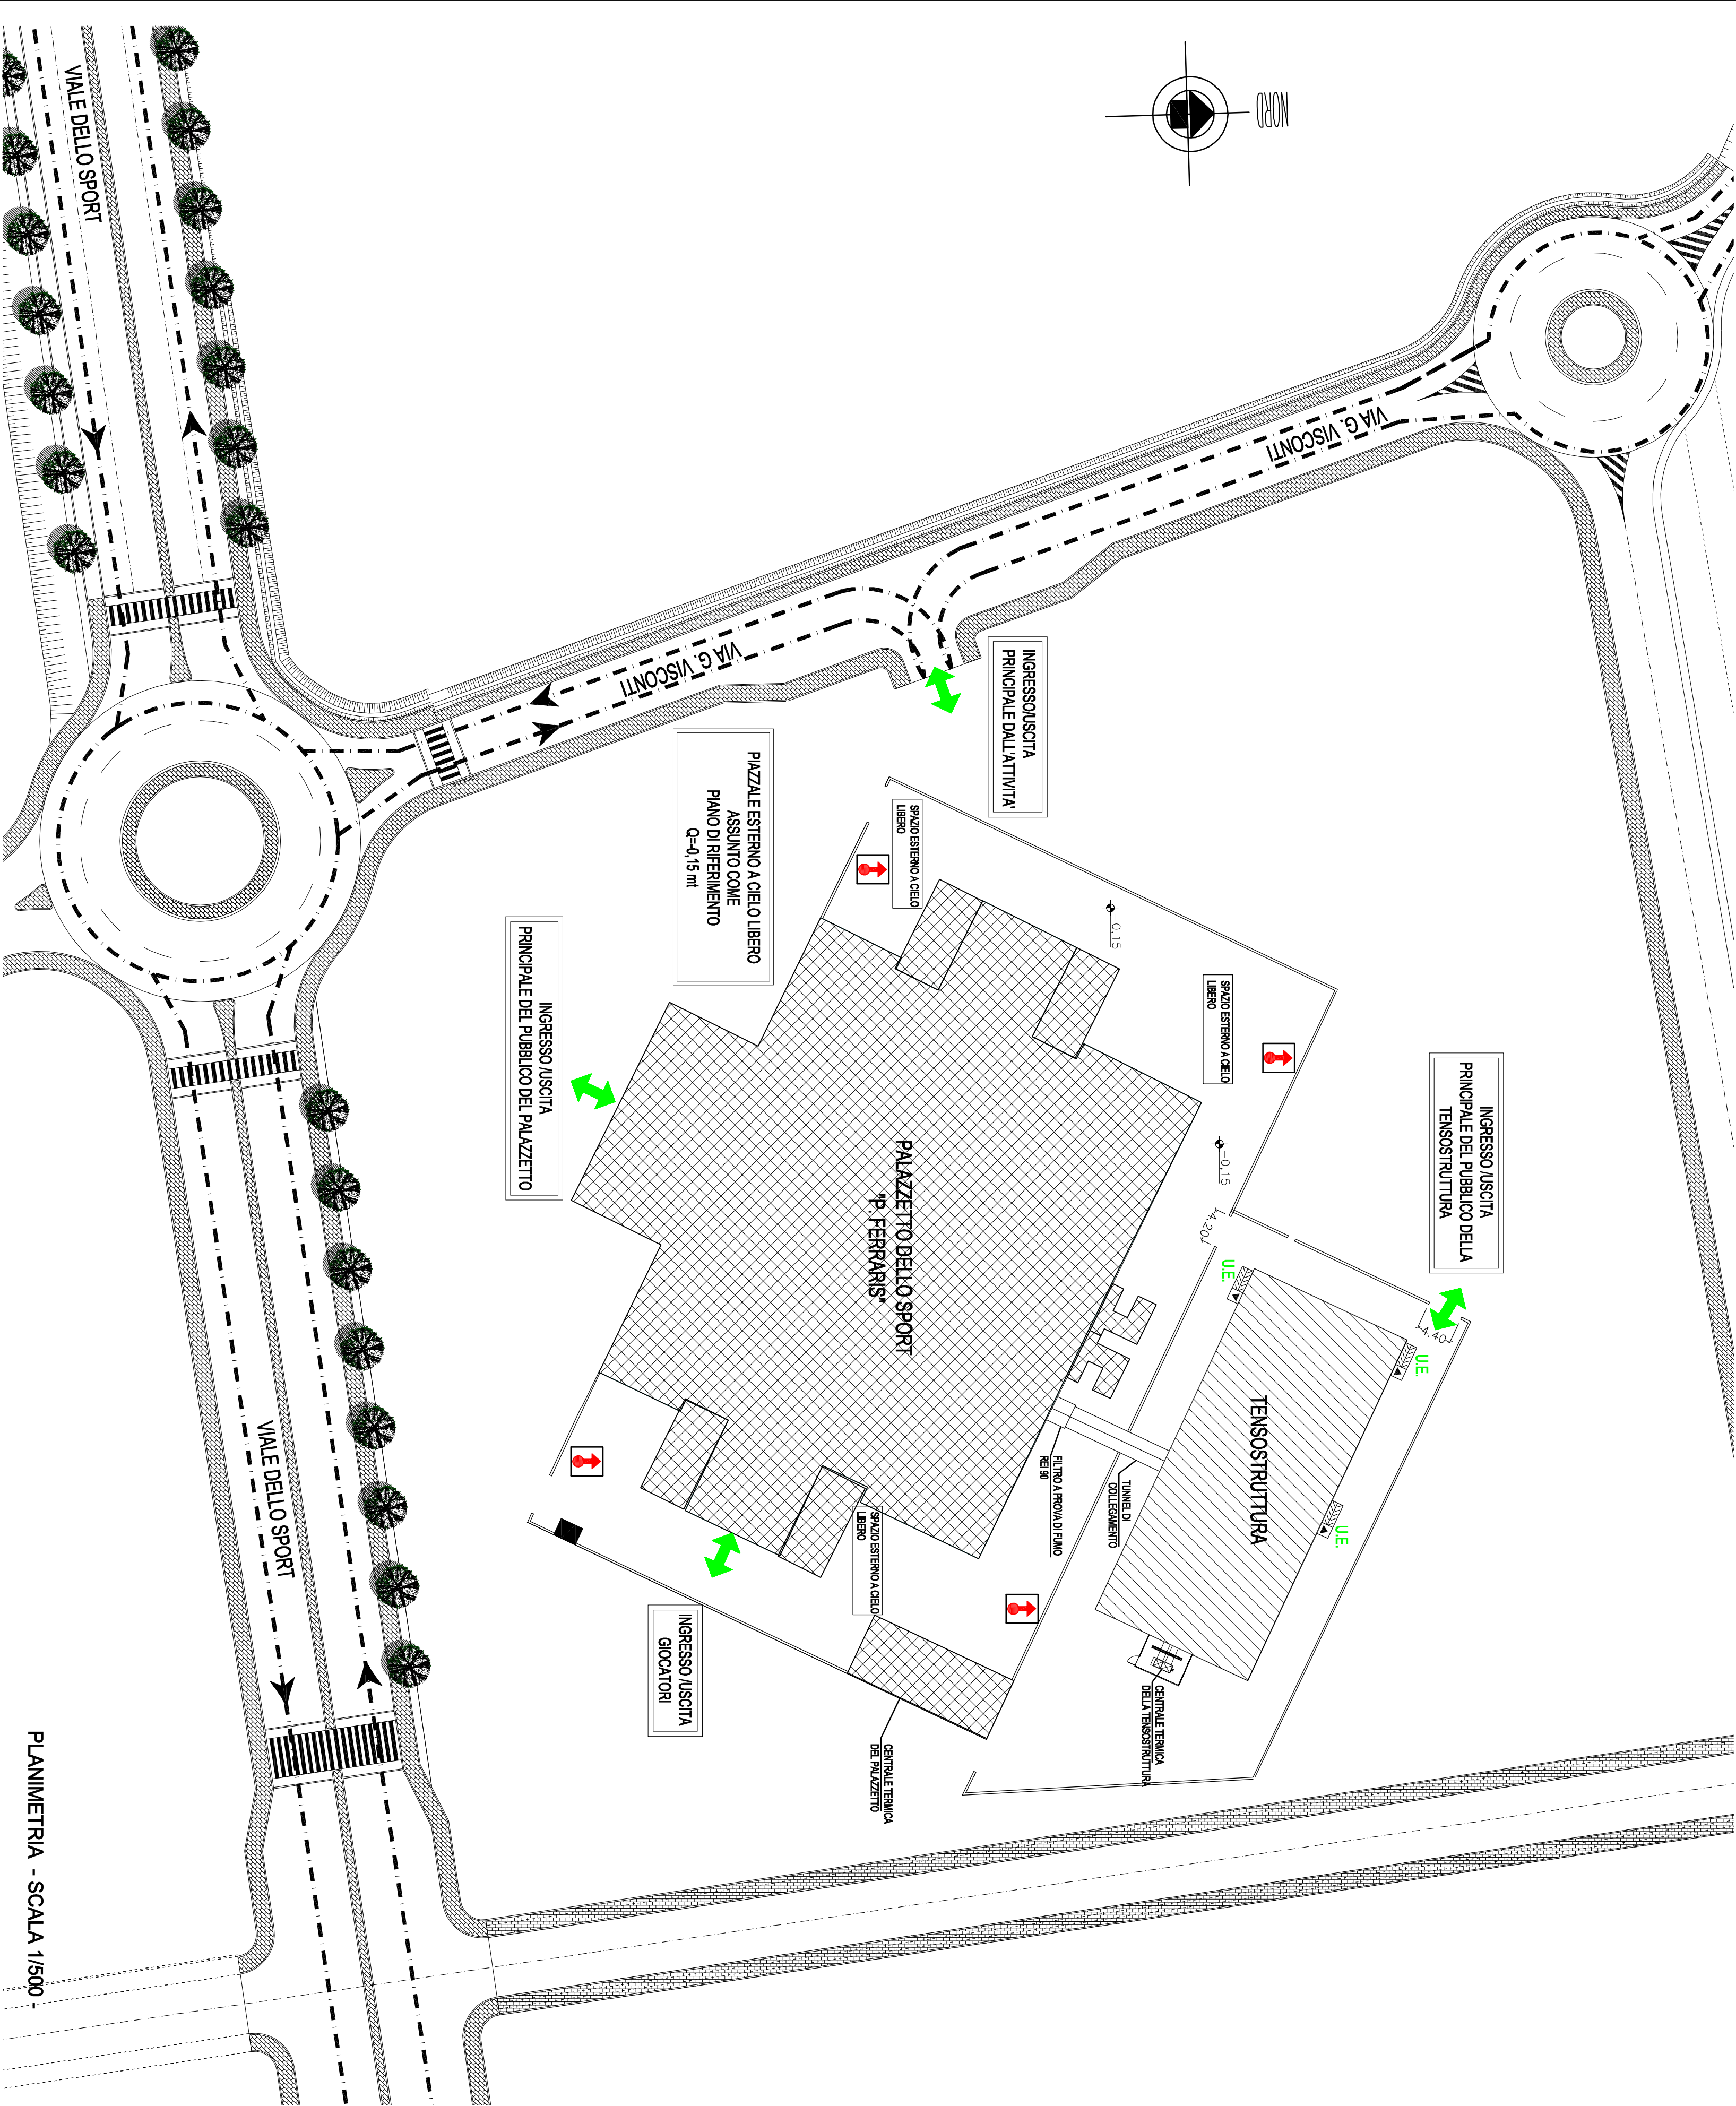 NORD
VIALE DELLO SPORT
VIA G. VISCONTI
VIA G. VISCONTI
INGRESSO/USCITA
PRINCIPALE DALL'ATTIVITA'
PIAZZALE ESTERNO A CIELO LIBERO
ASSUNTO COME
PIANO DI RIFERIMENTO
Q=-0,15 mt
SPAZIO ESTERNO A CIELO
LIBERO
-0,15
SPAZIO ESTERNO A CIELO
LIBERO
INGRESSO /USCITA
PRINCIPALE DEL PUBBLICO DELLA
TENSOSTRUTTURA
INGRESSO /USCITA
PRINCIPALE DEL PUBBLICO DEL PALAZZETTO
PALAZZETTO DELLO SPORT
"P. FERRARIS"
-0,15
4.20
U.E.
4.40
U.E.
TENSOSTRUTTURA
U.E.
TUNNEL DI
COLLEGAMENTO
FILTRO A PROVA DI FUMO
REI 90
SPAZIO ESTERNO A CIELO
LIBERO
INGRESSO /USCITA
GIOCATORI
CENTRALE TERMICA
DELLA TENSOSTRUTTURA
CENTRALE TERMICA
DEL PALAZZETTO
VIALE DELLO SPORT
PLANIMETRIA - SCALA 1/500 -